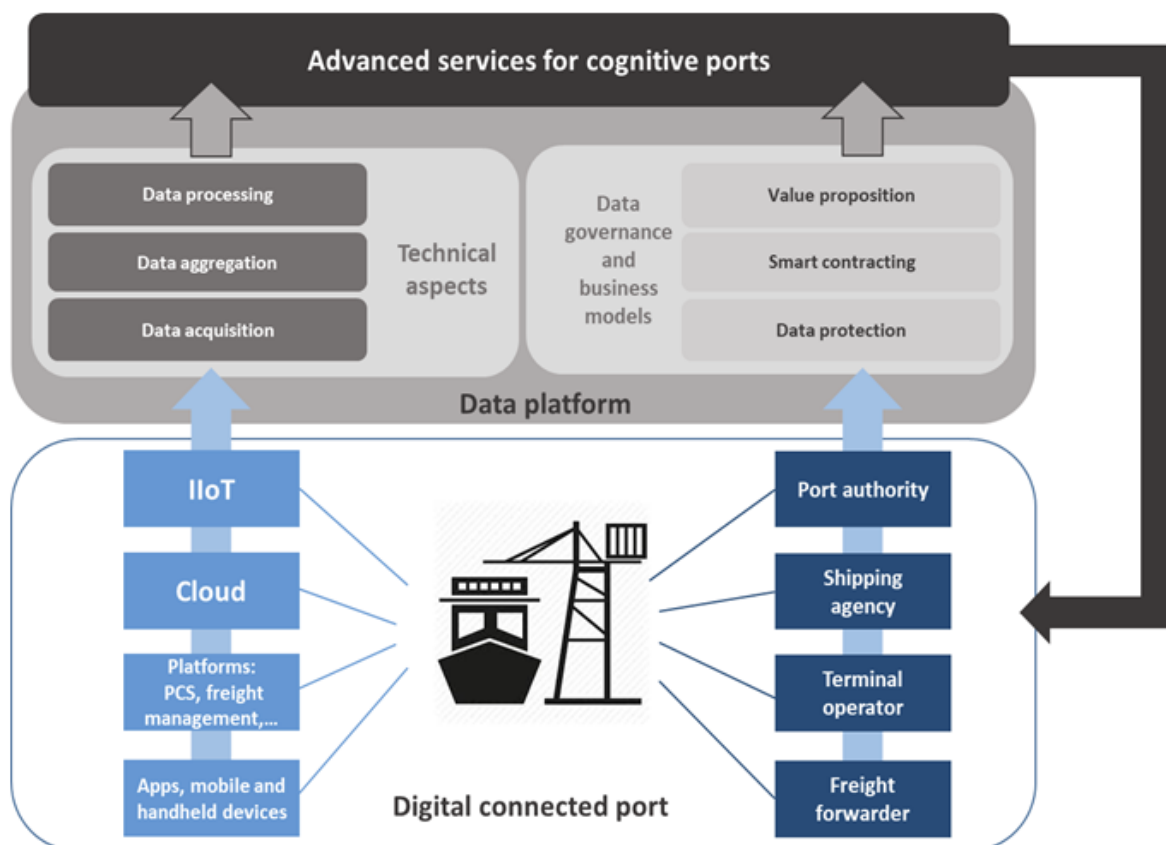 Advanced services for cognitive ports
Data processing
Data aggregation
Data acquisition
Technical
aspects
Data
governance
and
business
models
Value proposition
Smart contracting
Data protection
Data platform
IIoT
Cloud
Platforms:
PCS, freight
management,...
Apps, mobile and
handheld devices
Port authority
Shipping
agency
Terminal
operator
Freight
forwarder
Digital connected port